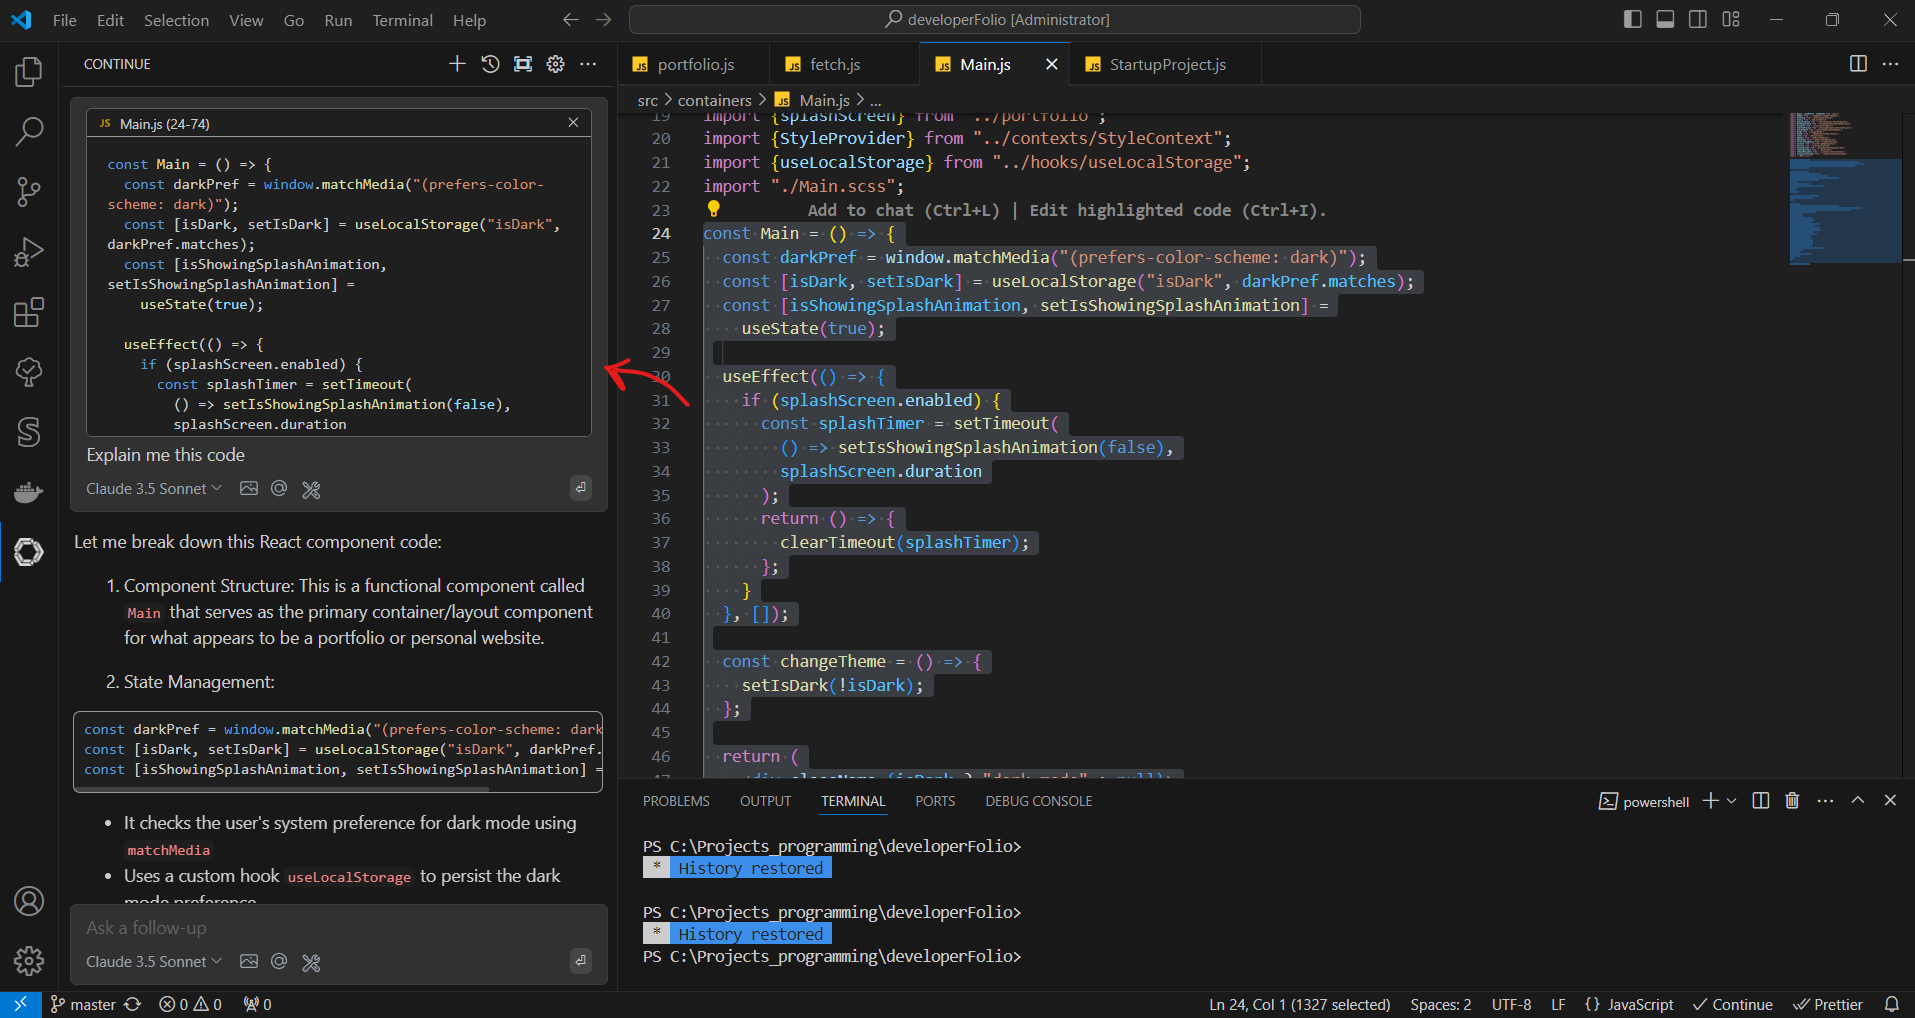 File Edit Selection View Go Run Terminal Help
developerFolio [Administrator]
CONTINUE
JS Main.js (24-74)
const Main = () => {
const darkPref = window.matchMedia("(prefers-color-
scheme: dark)");
const [isDark, setIsDark] = useLocalStorage("isDark",
darkPref.matches);
const [isShowingSplashAnimation,
setIsShowingSplashAnimation] =
useState(true);
useEffect(() => {
if (splashScreen.enabled) {
const splashTimer = setTimeout(
() => setIsShowingSplashAnimation(false),
splashScreen.duration
Explain me this code
Claude 3.5 Sonnet
Let me break down this React component code:
1. Component Structure: This is a functional component called
Main that serves as the primary container/layout component
for what appears to be a portfolio or personal website.
2. State Management:
const darkPref = window.matchMedia("(prefers-color-scheme: dark
const [isDark, setIsDark] = useLocalStorage("isDark", darkPref.
const [isShowingSplashAnimation, setIsShowingSplashAnimation] =
• It checks the user's system preference for dark mode using
matchMedia
• Uses a custom hook useLocalStorage to persist the dark
mode preference
Ask a follow-up
Claude 3.5 Sonnet
JS portfolio.js JS fetch.js JS Main.js JS StartupProject.js
src > containers > JS Main.js > ...
19 import {splashScreen} from "../portfolio";
20 import {StyleProvider} from "../contexts/StyleContext";
21 import {useLocalStorage} from "../hooks/useLocalStorage";
22 import "./Main.scss";
23 Add to chat (Ctrl+L) | Edit highlighted code (Ctrl+I).
24 const Main = () => {
25 const darkPref = window.matchMedia("(prefers-color-scheme: dark)");
26 const [isDark, setIsDark] = useLocalStorage("isDark", darkPref.matches);
27 const [isShowingSplashAnimation, setIsShowingSplashAnimation] =
28 useState(true);
29
30 useEffect(() => {
31 if (splashScreen.enabled) {
32 const splashTimer = setTimeout(
33 () => setIsShowingSplashAnimation(false),
34 splashScreen.duration
35 );
36 return () => {
37 clearTimeout(splashTimer);
38 };
39 }
40 }, []);
41
42 const changeTheme = () => {
43 setIsDark(!isDark);
44 };
45
46 return (
47 <div className={isDark ? "dark-mode" : null}>
PROBLEMS OUTPUT TERMINAL PORTS DEBUG CONSOLE
powershell
PS C:\Projects_programming\developerFolio>
* History restored
PS C:\Projects_programming\developerFolio>
* History restored
PS C:\Projects_programming\developerFolio>
master 0 0 0
Ln 24, Col 1 (1327 selected) Spaces: 2 UTF-8 LF {} JavaScript Continue Prettier